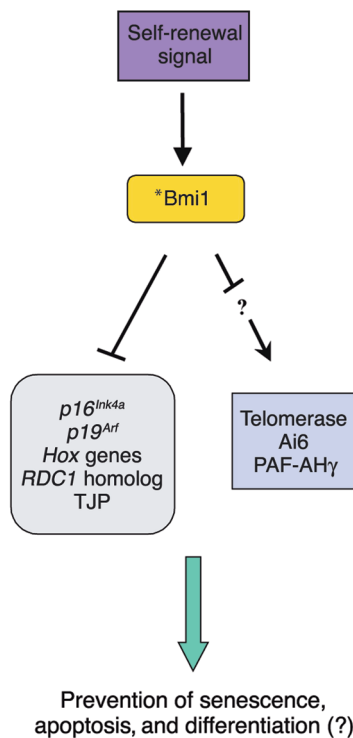 Self-renewal
signal
*Bmi1
?
p16Ink4a
p19Arf
Hox genes
RDC1 homolog
TJP
Telomerase
Ai6
PAF-AHγ
Prevention of senescence,
apoptosis, and differentiation (?)